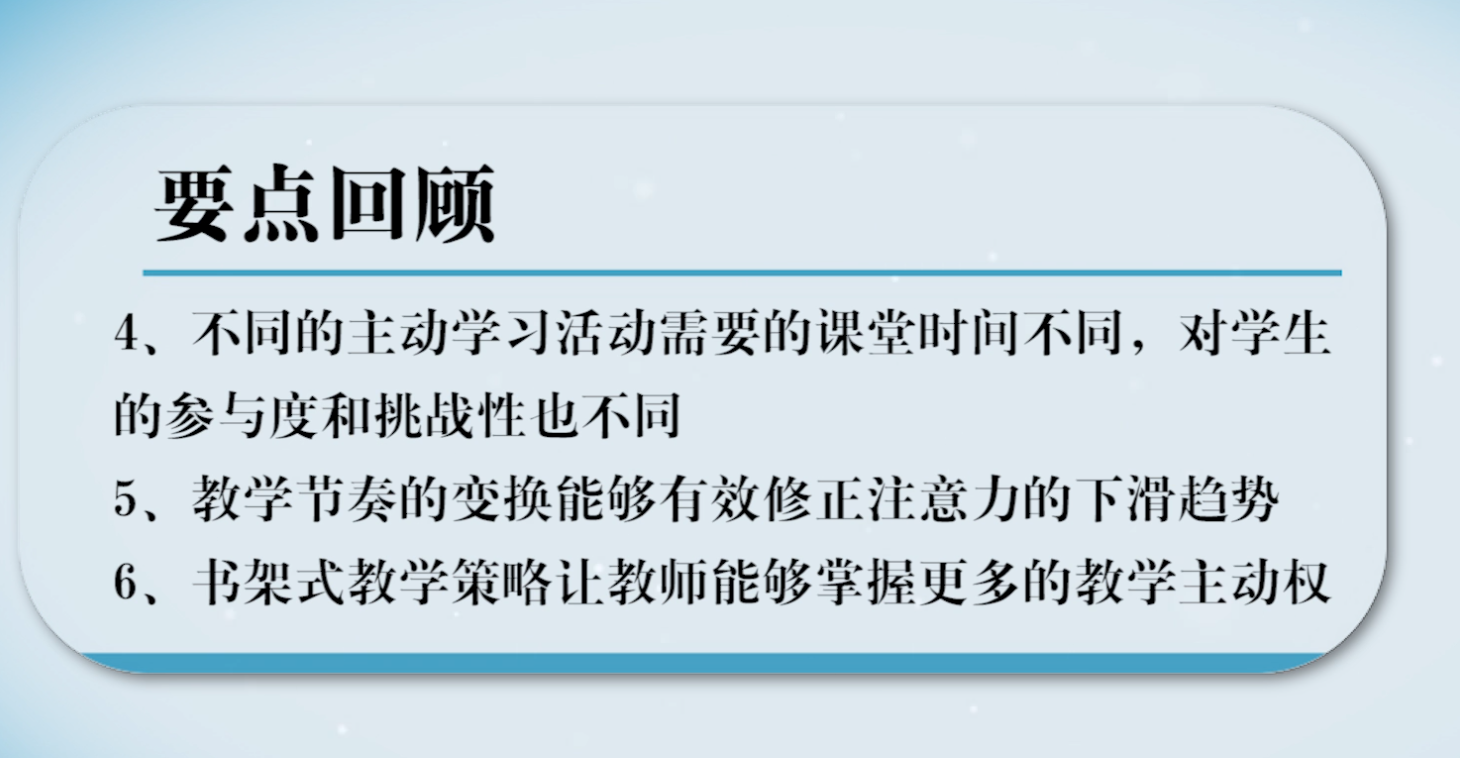 要点回顾
4、不同的主动学习活动需要的课堂时间不同，对学生
的参与度和挑战性也不同
5、教学节奏的变换能够有效修正注意力的下滑趋势
6、书架式教学策略让教师能够掌握更多的教学主动权